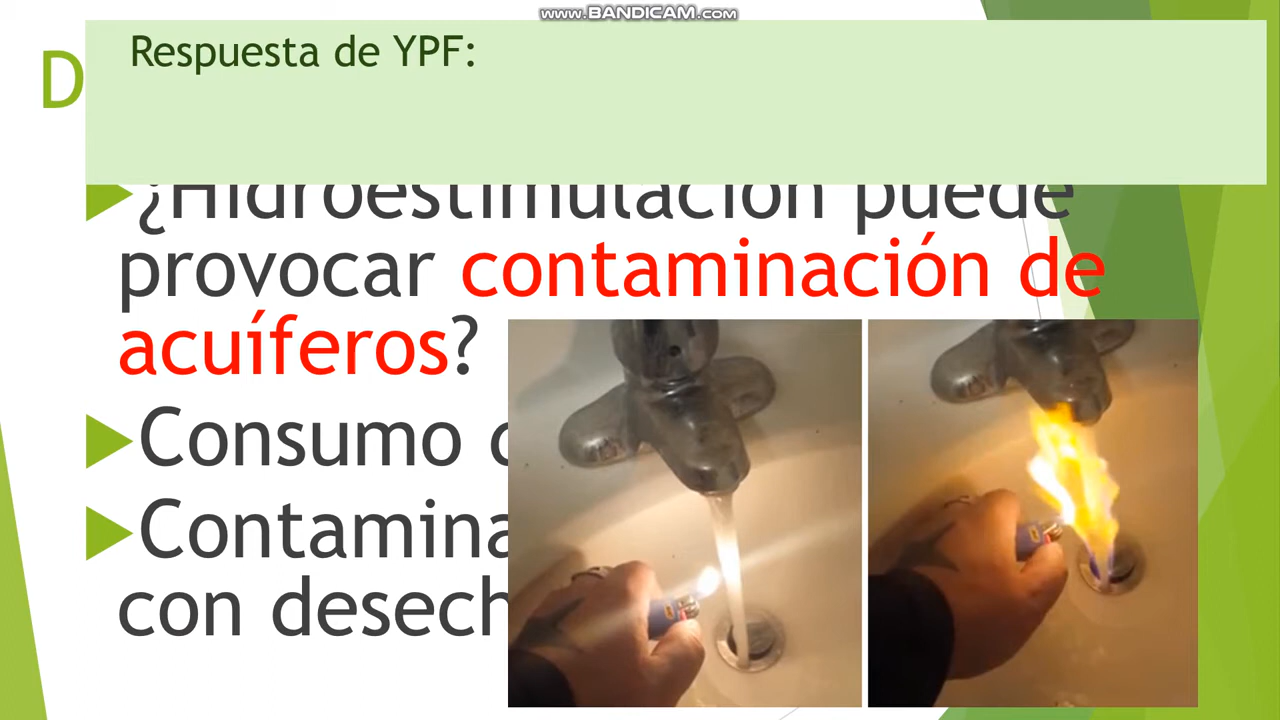 www.BANDICAM.com
Respuesta de YPF:
D
¿Hidroestimulación puede
provocar contaminación de
acuíferos?
Consumo
Contamina
con desech